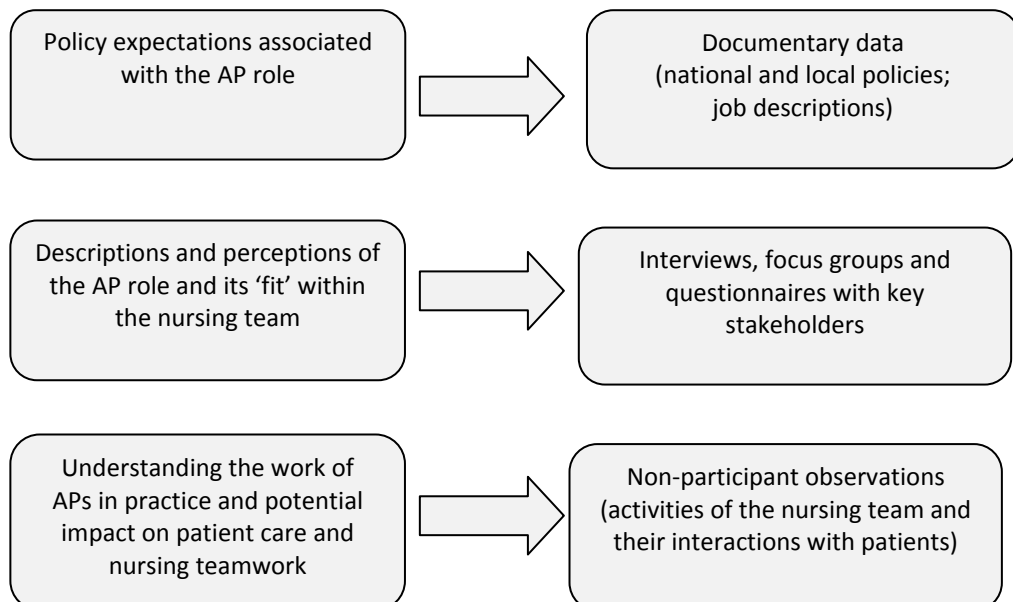 Policy expectations associated
with the AP role
Documentary data
(national and local policies;
job descriptions)
Descriptions and perceptions of
the AP role and its ‘fit’ within
the nursing team
Interviews, focus groups and
questionnaires with key
stakeholders
Understanding the work of
APs in practice and potential
impact on patient care and
nursing teamwork
Non-participant observations
(activities of the nursing team and
their interactions with patients)